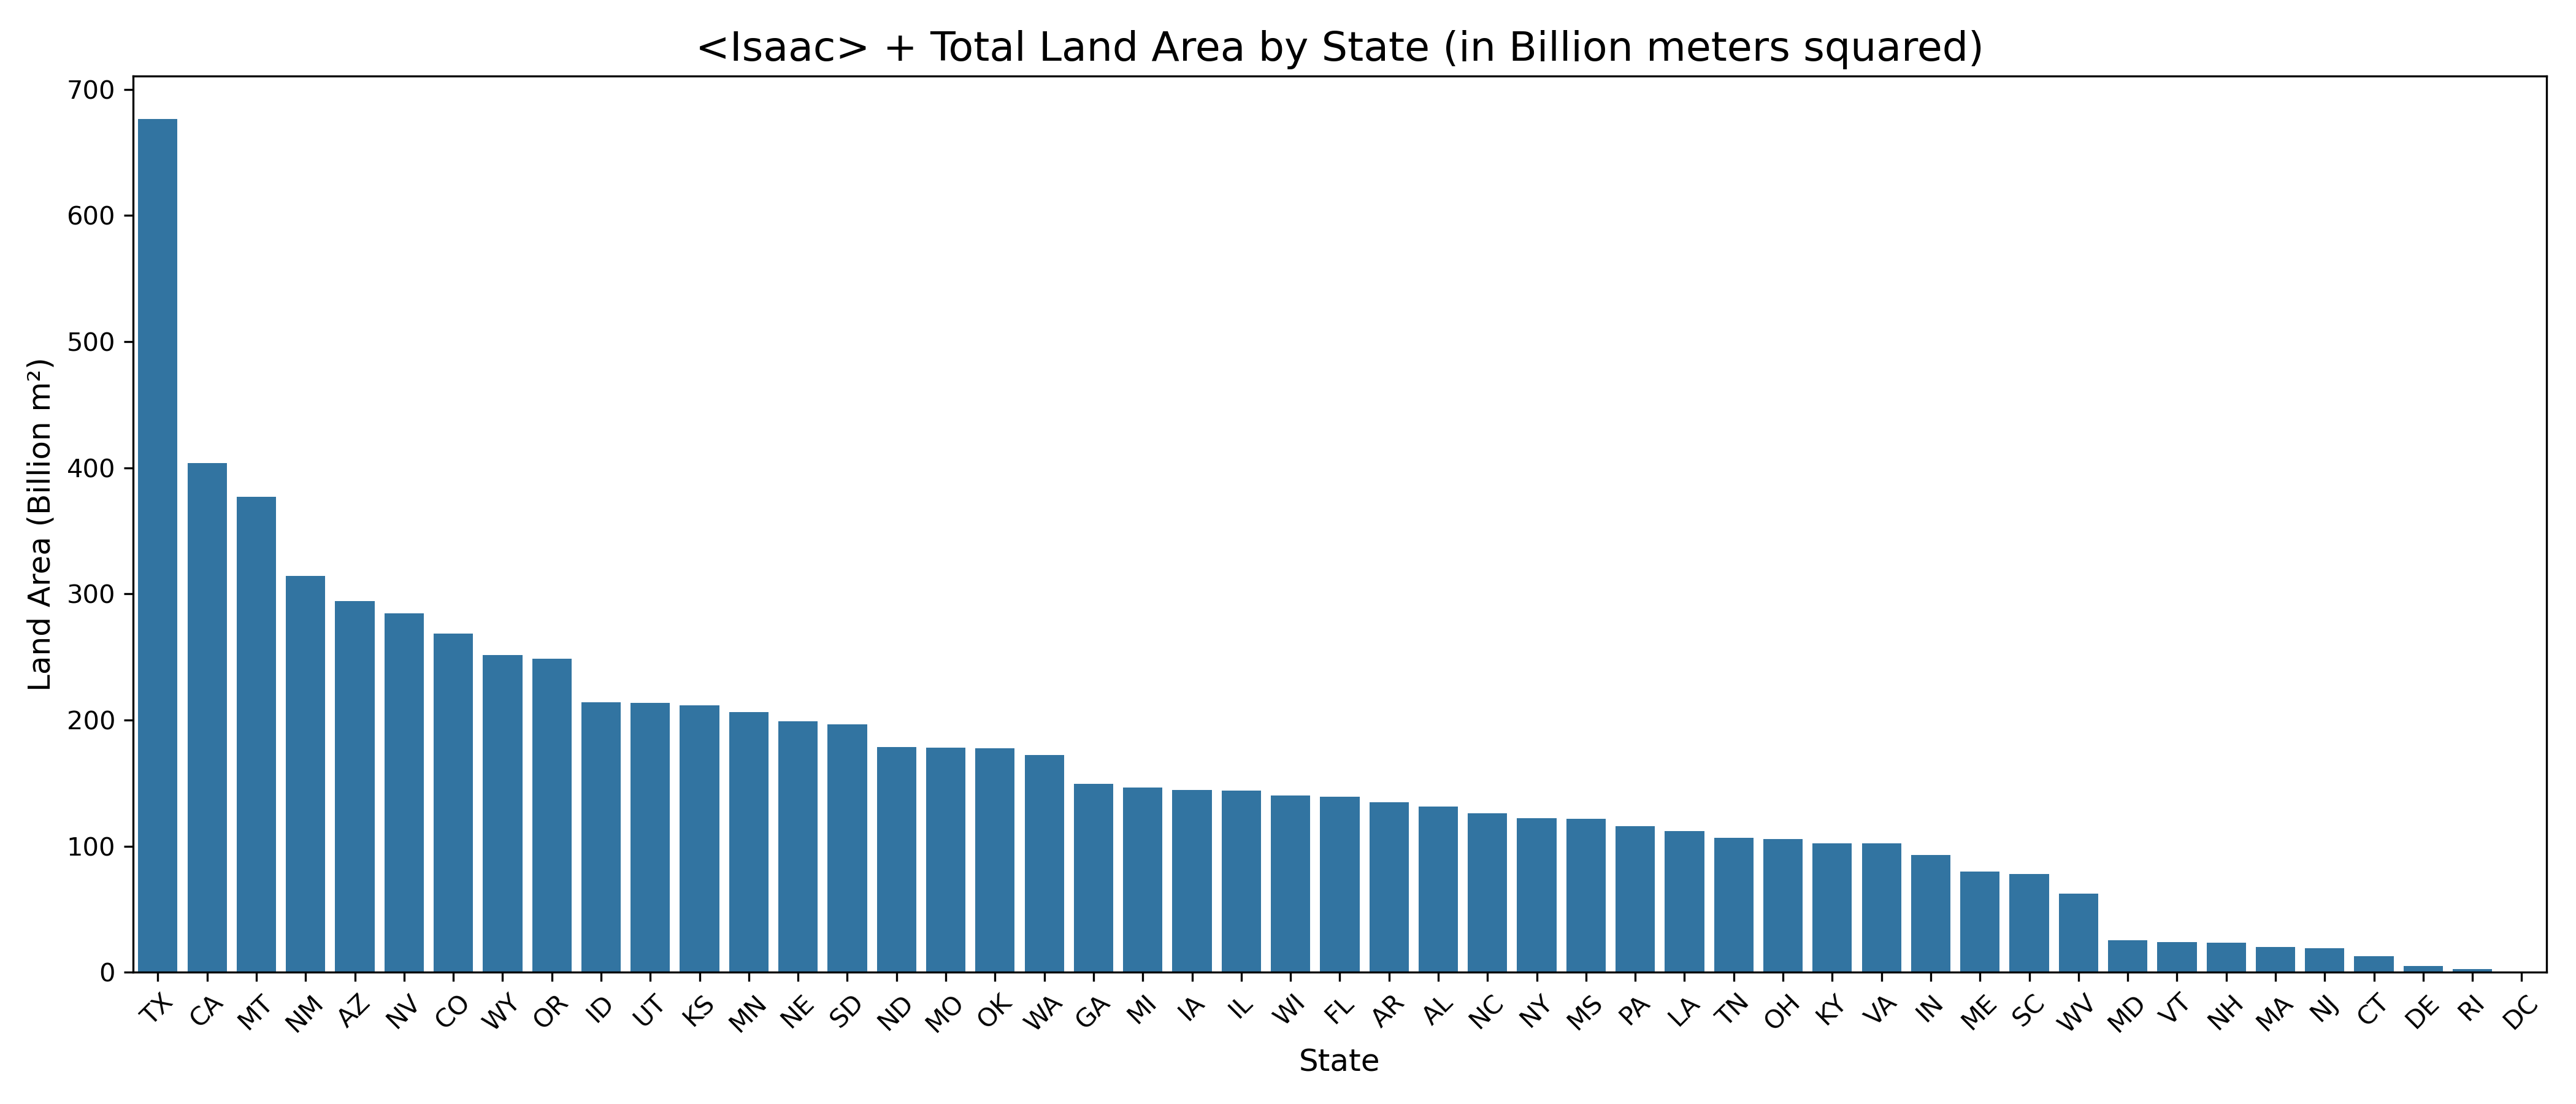 <Isaac> + Total Land Area by State (in Billion meters squared)
Land Area (Billion m²)
700
600
500
400
300
200
100
0
TX CA MT NM AZ NV CO WY OR ID UT KS MN NE SD ND MO OK WA GA MI IA IL WI FL AR AL NC NY MS PA LA TN OH KY VA IN ME SC WV MD VT NH MA NJ CT DE RI DC
State